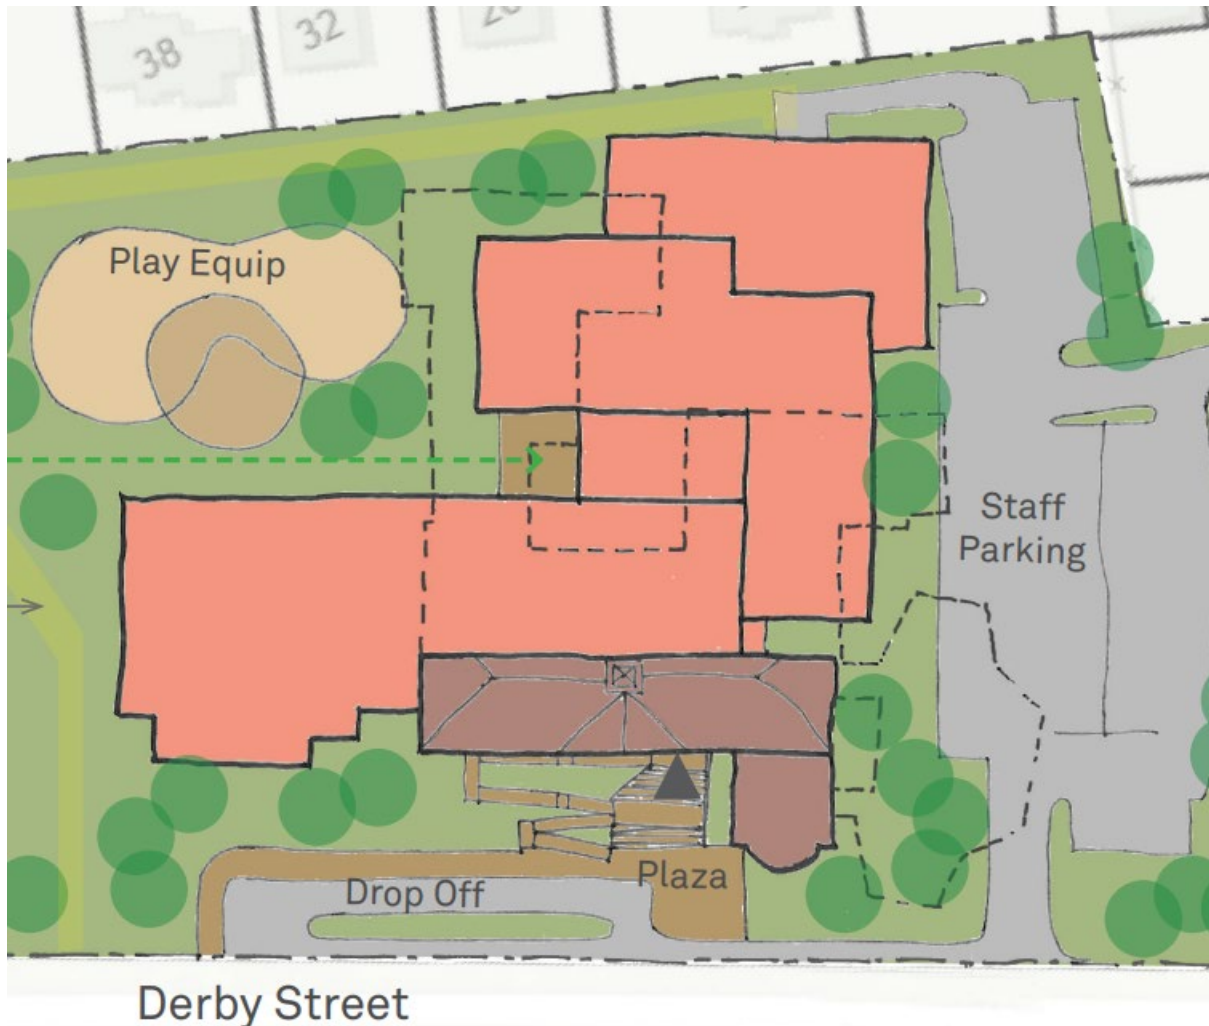 38
32
Play Equip
Staff
Parking
Plaza
Drop Off
Derby Street